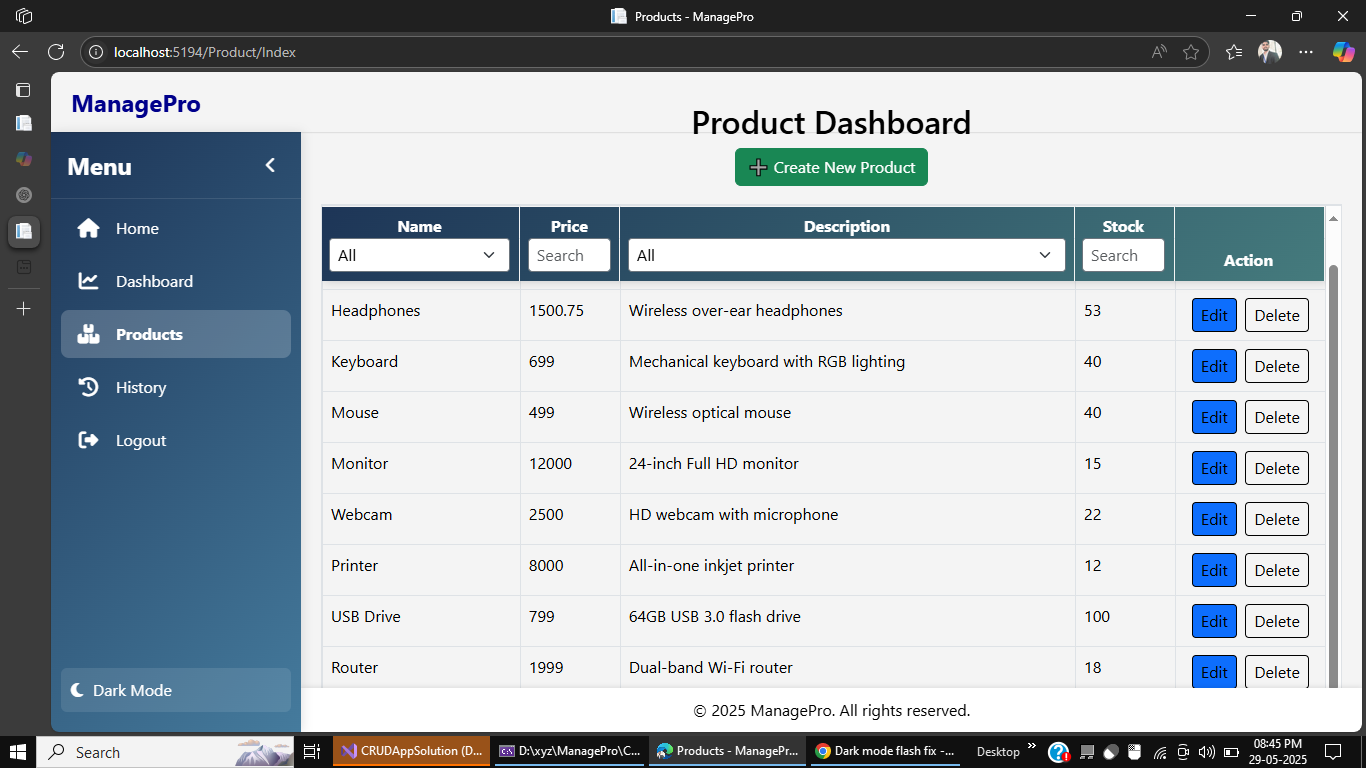 Products - ManagePro
localhost:5194/Product/Index
ManagePro
Product Dashboard
Menu
➕ Create New Product
Home
Dashboard
Products
History
Logout
Dark Mode
Name Price Description Stock Action
All Search All Search
Headphones 1500.75 Wireless over-ear headphones 53 Edit Delete
Keyboard 699 Mechanical keyboard with RGB lighting 40 Edit Delete
Mouse 499 Wireless optical mouse 40 Edit Delete
Monitor 12000 24-inch Full HD monitor 15 Edit Delete
Webcam 2500 HD webcam with microphone 22 Edit Delete
Printer 8000 All-in-one inkjet printer 12 Edit Delete
USB Drive 799 64GB USB 3.0 flash drive 100 Edit Delete
Router 1999 Dual-band Wi-Fi router 18 Edit Delete
© 2025 ManagePro. All rights reserved.
Search CRUDAppSolution (D... D:\xyz\ManagePro\C... Products - ManagePr... Dark mode flash fix -... Desktop » 08:45 PM
29-05-2025